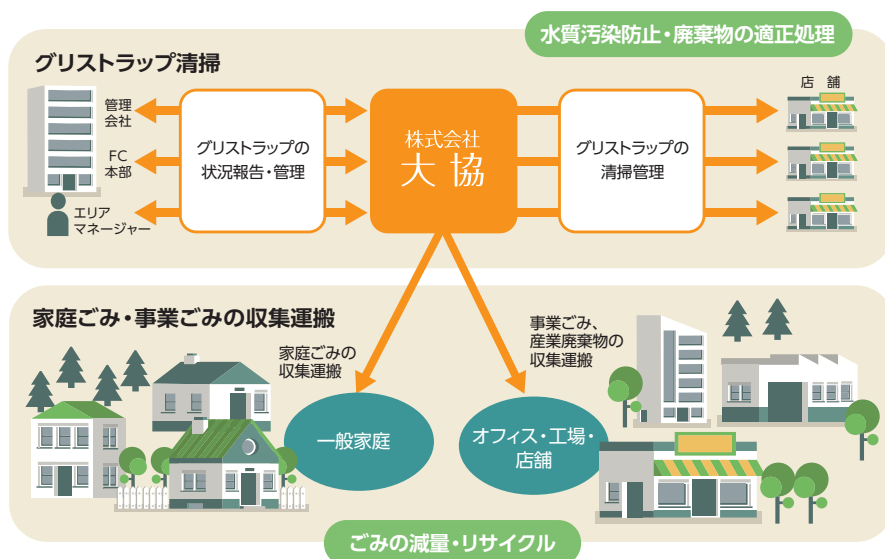 水質汚染防止・廃棄物の適正処理
グリストラップ清掃
管理
会社
FC
本部
エリア
マネージャー
グリストラップの
状況報告・管理
株式会社
大協
グリストラップの
清掃管理
店 舗
家庭ごみ・事業ごみの収集運搬
家庭ごみの
収集運搬
事業ごみ、
産業廃棄物の
収集運搬
一般家庭
オフィス・工場・
店舗
ごみの減量・リサイクル